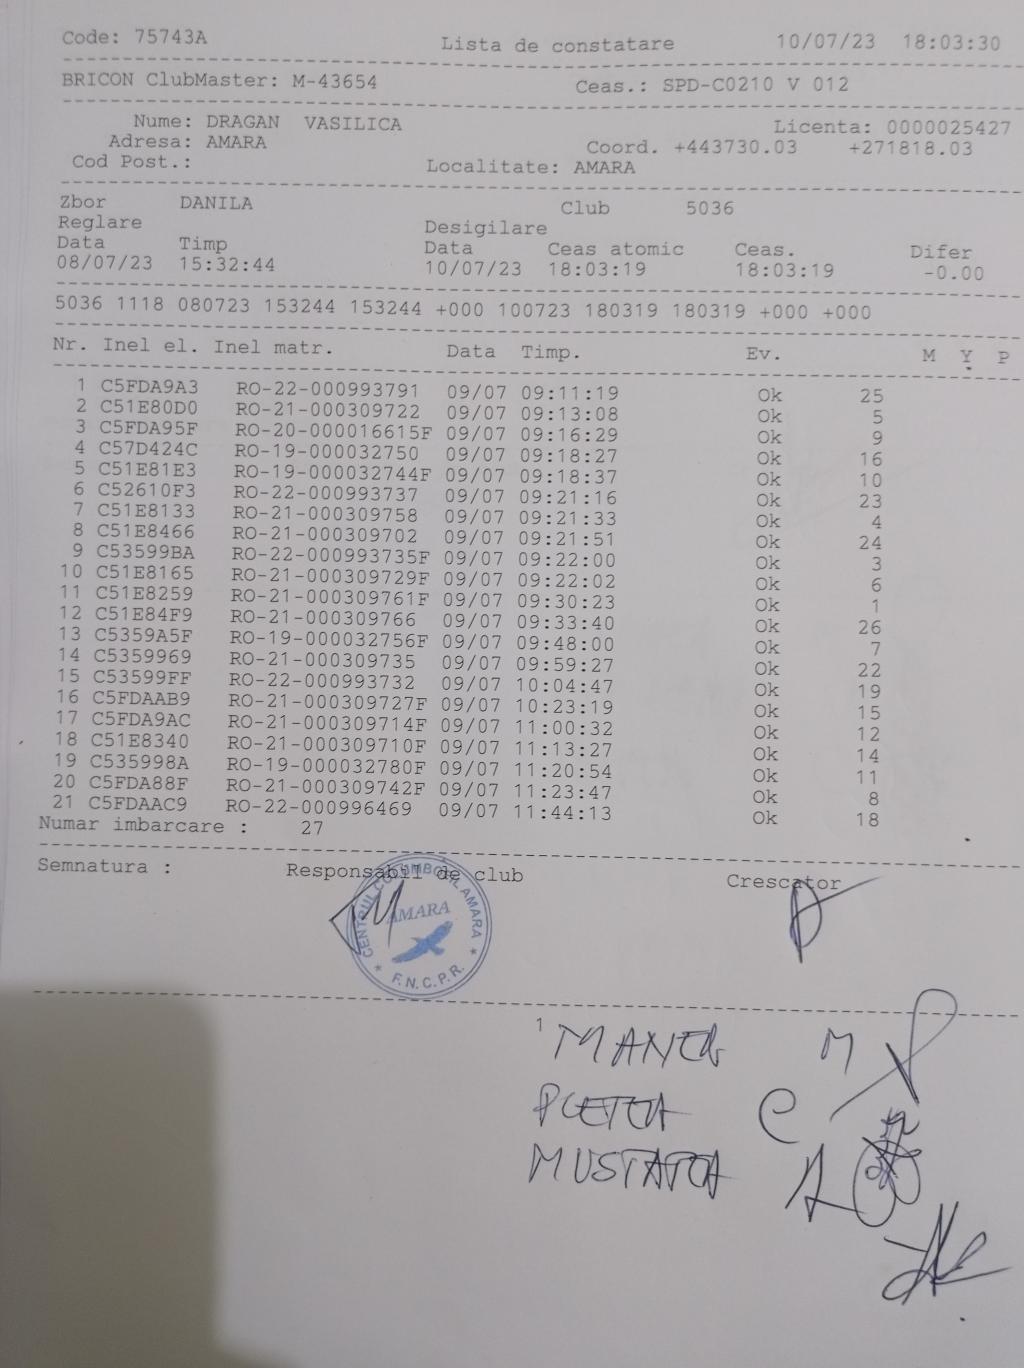 Code: 75743A Lista de constatare 10/07/23 18:03:30
BRICON ClubMaster: M-43654 Ceas.: SPD-C0210 V 012
Nume: DRAGAN VASILICA Licenta: 0000025427
Adresa: AMARA Coord. +443730.03 +271818.03
Cod Post.: Localitate: AMARA
Zbor DANILA Club 5036
Reglare Desigilare
Data Timp Data Ceas atomic Ceas. Difer
08/07/23 15:32:44 10/07/23 18:03:19 18:03:19 -0.00
5036 1118 080723 153244 153244 +000 100723 180319 180319 +000 +000
Nr. Inel el. Inel matr. Data Timp. Ev. M Y P
1 C5FDA9A3 RO-22-000993791 09/07 09:11:19 Ok 25
2 C51E80D0 RO-21-000309722 09/07 09:13:08 Ok 5
3 C5FDA95F RO-20-000016615F 09/07 09:16:29 Ok 9
4 C57D424C RO-19-000032750 09/07 09:18:27 Ok 16
5 C51E81E3 RO-19-000032744F 09/07 09:18:37 Ok 10
6 C52610F3 RO-22-000993737 09/07 09:21:16 Ok 23
7 C51E8133 RO-21-000309758 09/07 09:21:33 Ok 4
8 C51E8466 RO-21-000309702 09/07 09:21:51 Ok 24
9 C53599BA RO-22-000993735F 09/07 09:22:00 Ok 3
10 C51E8165 RO-21-000309729F 09/07 09:22:02 Ok 6
11 C51E8259 RO-21-000309761F 09/07 09:30:23 Ok 1
12 C51E84F9 RO-21-000309766 09/07 09:33:40 Ok 26
13 C5359A5F RO-19-000032756F 09/07 09:48:00 Ok 7
14 C5359969 RO-21-000309735 09/07 09:59:27 Ok 22
15 C53599FF RO-22-000993732 09/07 10:04:47 Ok 19
16 C5FDAAB9 RO-21-000309727F 09/07 10:23:19 Ok 15
17 C5FDA9AC RO-21-000309714F 09/07 11:00:32 Ok 12
18 C51E8340 RO-21-000309710F 09/07 11:13:27 Ok 14
19 C535998A RO-19-000032780F 09/07 11:20:54 Ok 11
20 C5FDA88F RO-21-000309742F 09/07 11:23:47 Ok 8
21 C5FDAAC9 RO-22-000996469 09/07 11:44:13 Ok 18
Numar imbarcare : 27
Semnatura : Responsabil de club Crescator
CENTRUL COLUMBOFIL AMARA
AMARA
* F.N.C.P.R. *
1
MANEA M
PLETEA C
MUSTATEA A